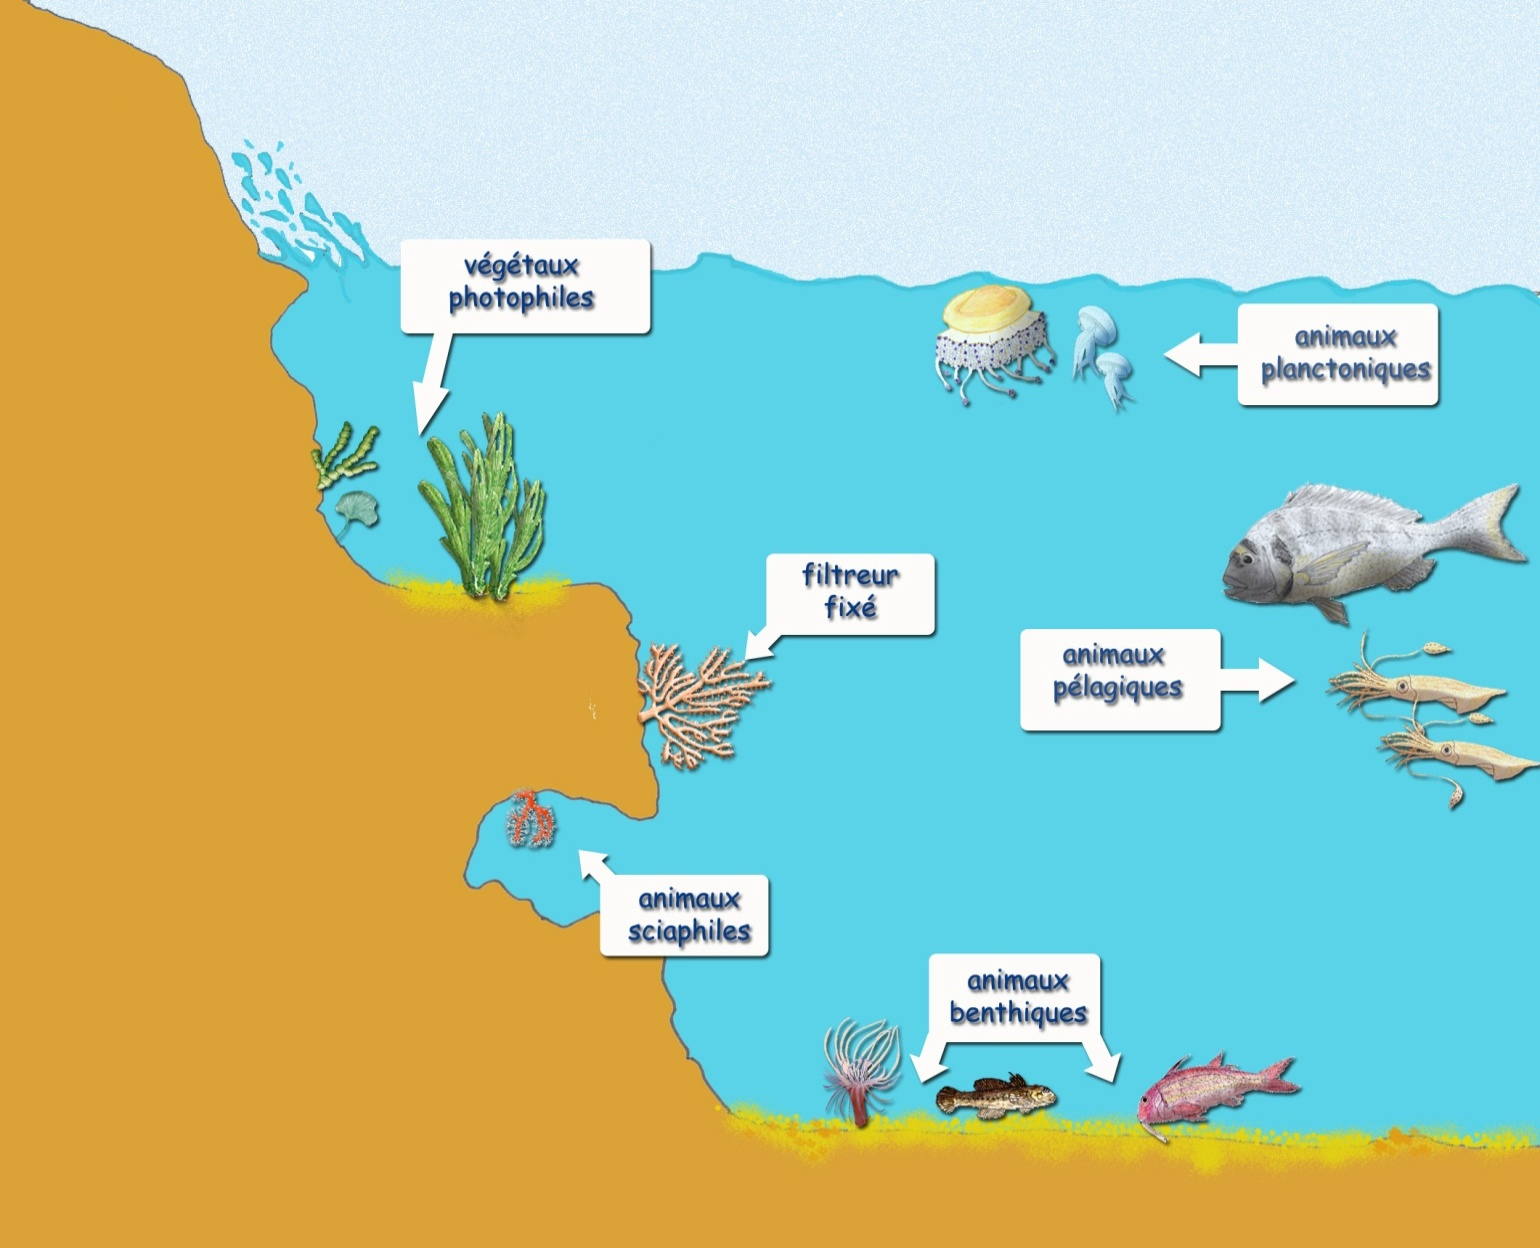 végétaux
photophiles
animaux
planctoniques
filtreur
fixé
animaux
pélagiques
animaux
sciaphiles
animaux
benthiques